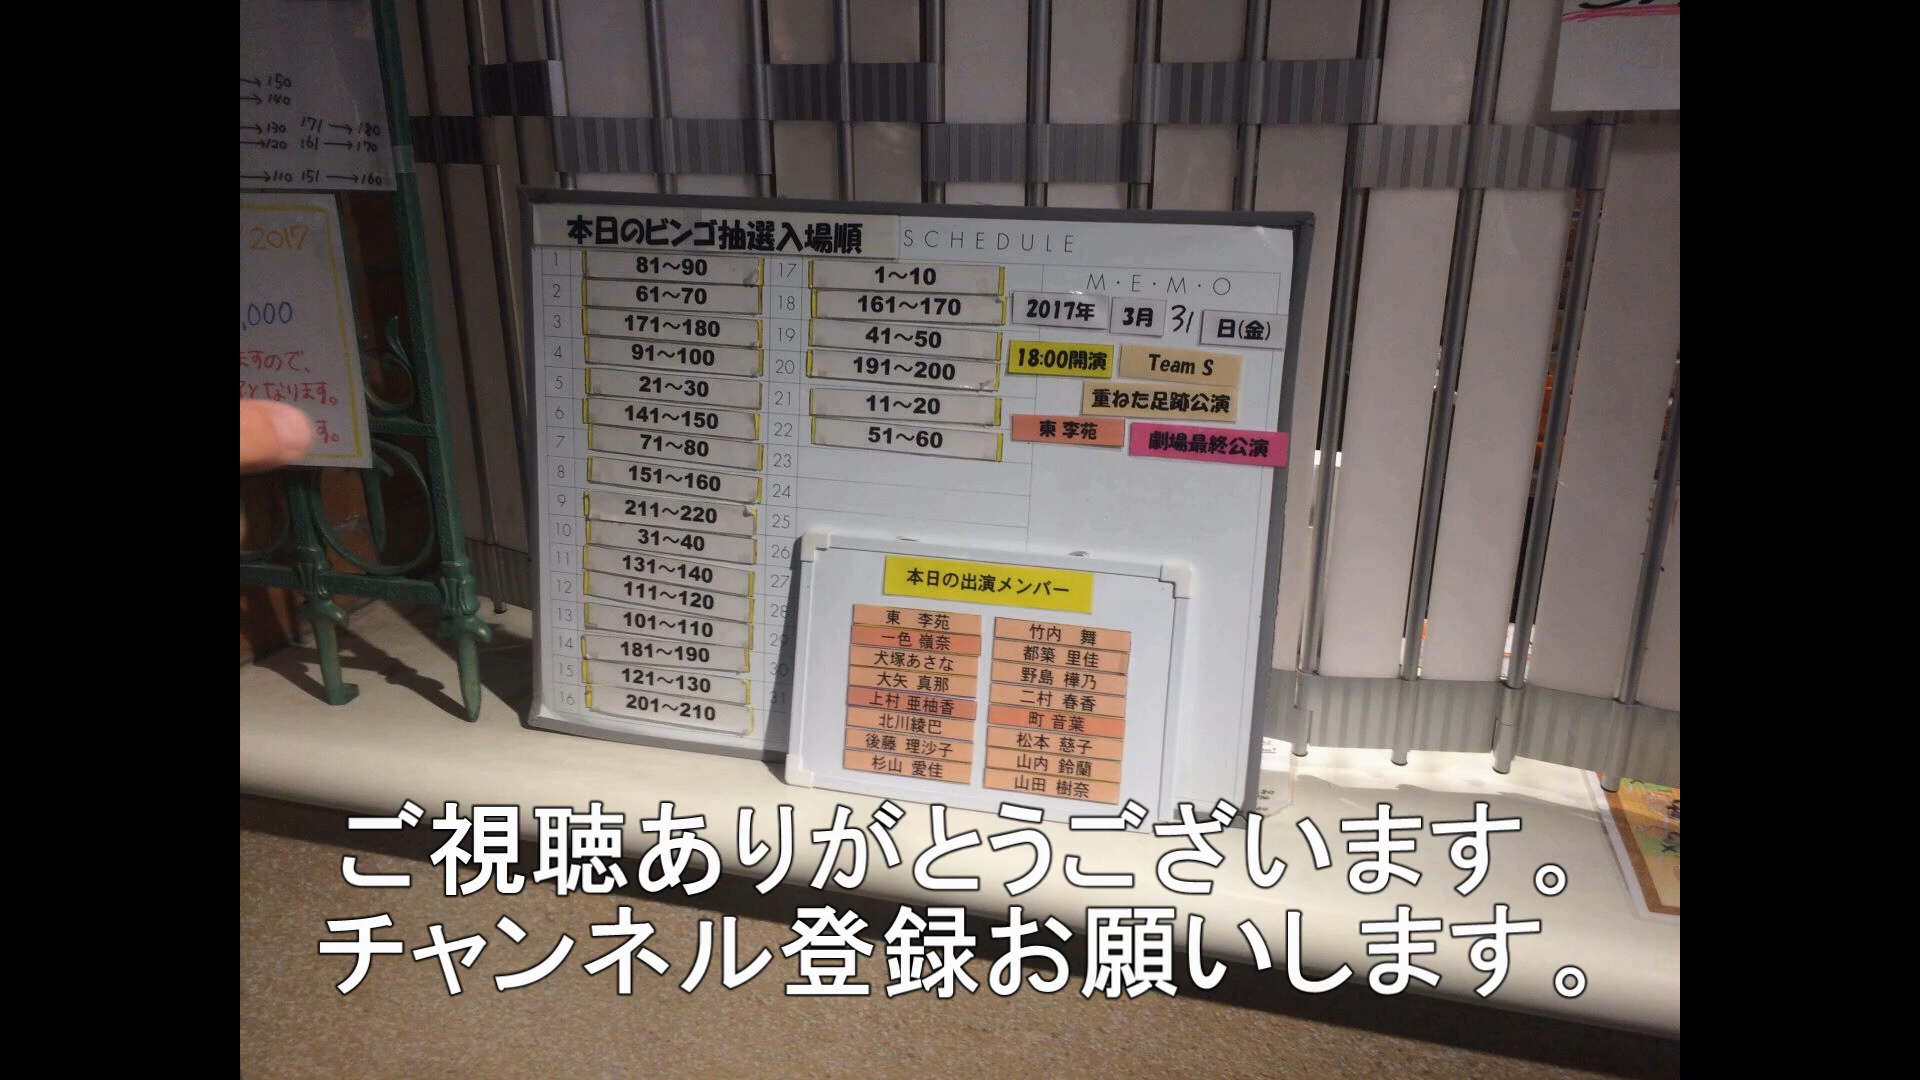 →150
→140
→130 171→180
→120 161→170
→110 151→160
2017
,000
ますので、
となります。
す。
本日のビンゴ抽選入場順 SCHEDULE
M・E・M・O
1 81～90
2 61～70
3 171～180
4 91～100
5 21～30
6 141～150
7 71～80
8 151～160
9 211～220
10 31～40
11 131～140
12 111～120
13 101～110
14 181～190
15 121～130
16 201～210
17 1～10
18 161～170
19 41～50
20 191～200
21 11～20
22 51～60
23
24
25
26
27
28
29
30
31
2017年 3月 31 日(金)
18:00開演 Team S
重ねた足跡公演
東 李苑 劇場最終公演
本日の出演メンバー
東 李苑
一色 嶺奈
犬塚あさな
大矢 真那
上村 亜柚香
北川綾巴
後藤 理沙子
杉山 愛佳
竹内 舞
都築 里佳
野島 樺乃
二村 春香
町 音葉
松本 慈子
山内 鈴蘭
山田 樹奈
ご視聴ありがとうございます。
チャンネル登録お願いします。